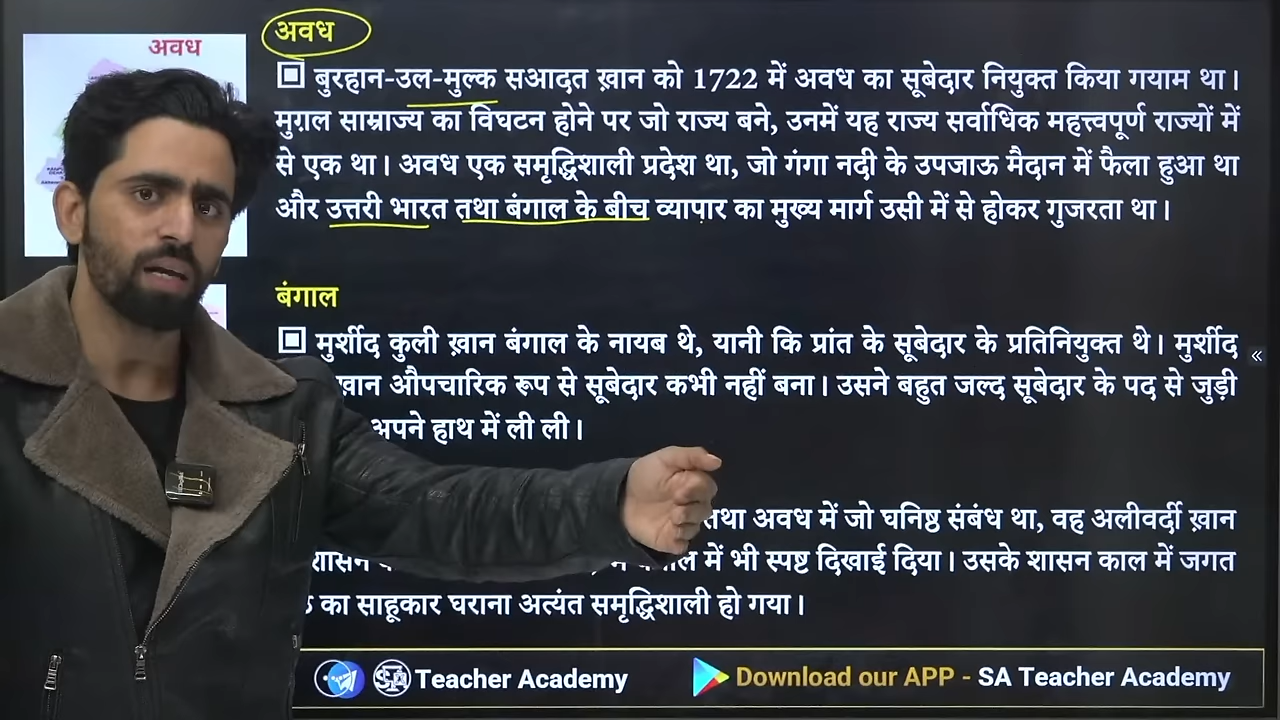 अवध
अवध
बुरहान-उल-मुल्क सआदत ख़ान को 1722 में अवध का सूबेदार नियुक्त किया गयाम था।
मुग़ल साम्राज्य का विघटन होने पर जो राज्य बने, उनमें यह राज्य सर्वाधिक महत्त्वपूर्ण राज्यों में
से एक था। अवध एक समृद्धिशाली प्रदेश था, जो गंगा नदी के उपजाऊ मैदान में फैला हुआ था
और उत्तरी भारत तथा बंगाल के बीच व्यापार का मुख्य मार्ग उसी में से होकर गुजरता था।
बंगाल
मुर्शीद कुली ख़ान बंगाल के नायब थे, यानी कि प्रांत के सूबेदार के प्रतिनियुक्त थे। मुर्शीद
ख़ान औपचारिक रूप से सूबेदार कभी नहीं बना। उसने बहुत जल्द सूबेदार के पद से जुड़ी
अपने हाथ में ली ली।
तथा अवध में जो घनिष्ठ संबंध था, वह अलीवर्दी ख़ान
में भी स्पष्ट दिखाई दिया। उसके शासन काल में जगत
का साहूकार घराना अत्यंत समृद्धिशाली हो गया।
Teacher Academy
Download our APP - SA Teacher Academy